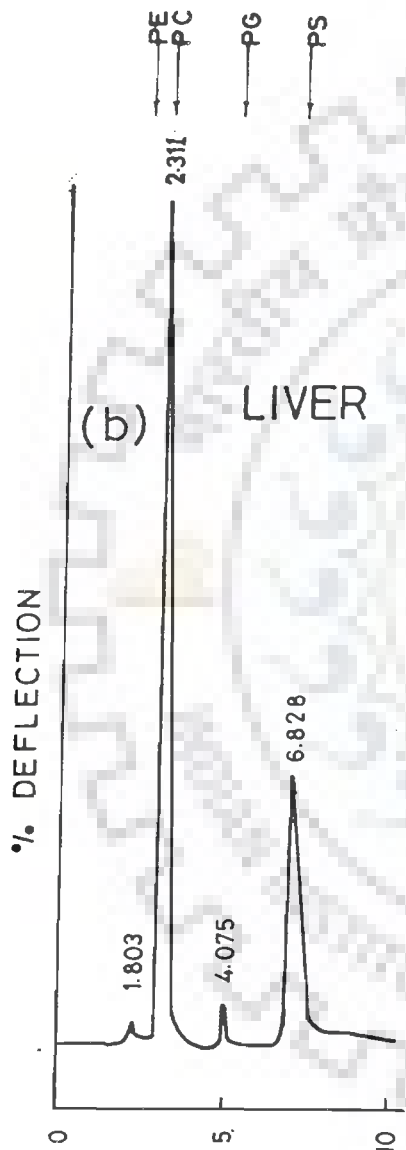 PE
PC
PG
PS
2.311
(b)
LIVER
% DEFLECTION
1.803
4.075
6.828
0
5
10